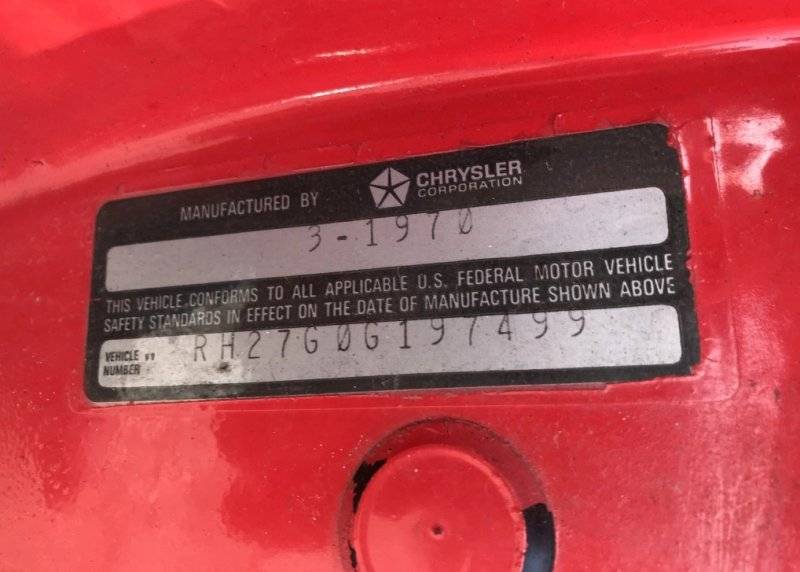 MANUFACTURED BY CHRYSLER CORPORATION
3-1970
THIS VEHICLE CONFORMS TO ALL APPLICABLE U.S. FEDERAL MOTOR VEHICLE
SAFETY STANDARDS IN EFFECT ON THE DATE OF MANUFACTURE SHOWN ABOVE
VEHICLE NUMBER RH27G0G197499